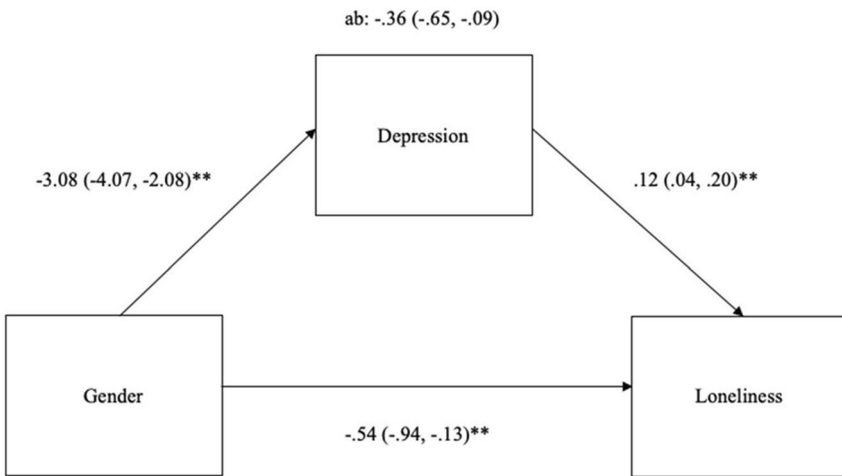 ab: -.36 (-.65, -.09)
Depression
-3.08 (-4.07, -2.08)**
.12 (.04, .20)**
Gender
Loneliness
-.54 (-.94, -.13)**